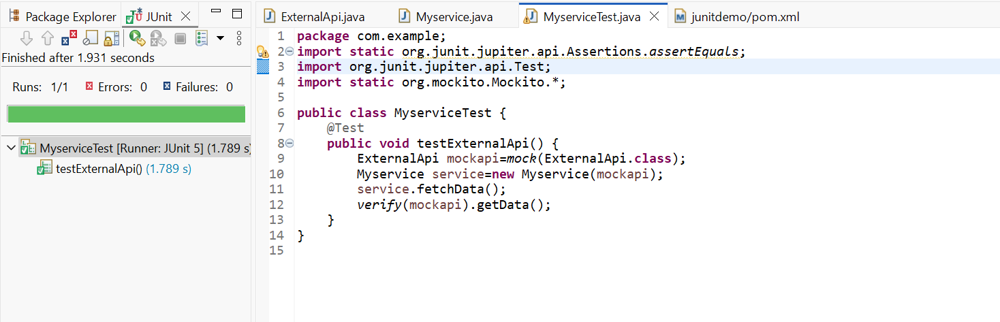 Package Explorer JUnit
Finished after 1.931 seconds
Runs: 1/1 Errors: 0 Failures: 0
MyserviceTest [Runner: JUnit 5] (1.789 s)
testExternalApi() (1.789 s)
ExternalApi.java Myservice.java MyserviceTest.java junitdemo/pom.xml
1 package com.example;
2 import static org.junit.jupiter.api.Assertions.assertEquals;
3 import org.junit.jupiter.api.Test;
4 import static org.mockito.Mockito.*;
5
6 public class MyserviceTest {
7 @Test
8 public void testExternalApi() {
9 ExternalApi mockapi=mock(ExternalApi.class);
10 Myservice service=new Myservice(mockapi);
11 service.fetchData();
12 verify(mockapi).getData();
13 }
14 }
15